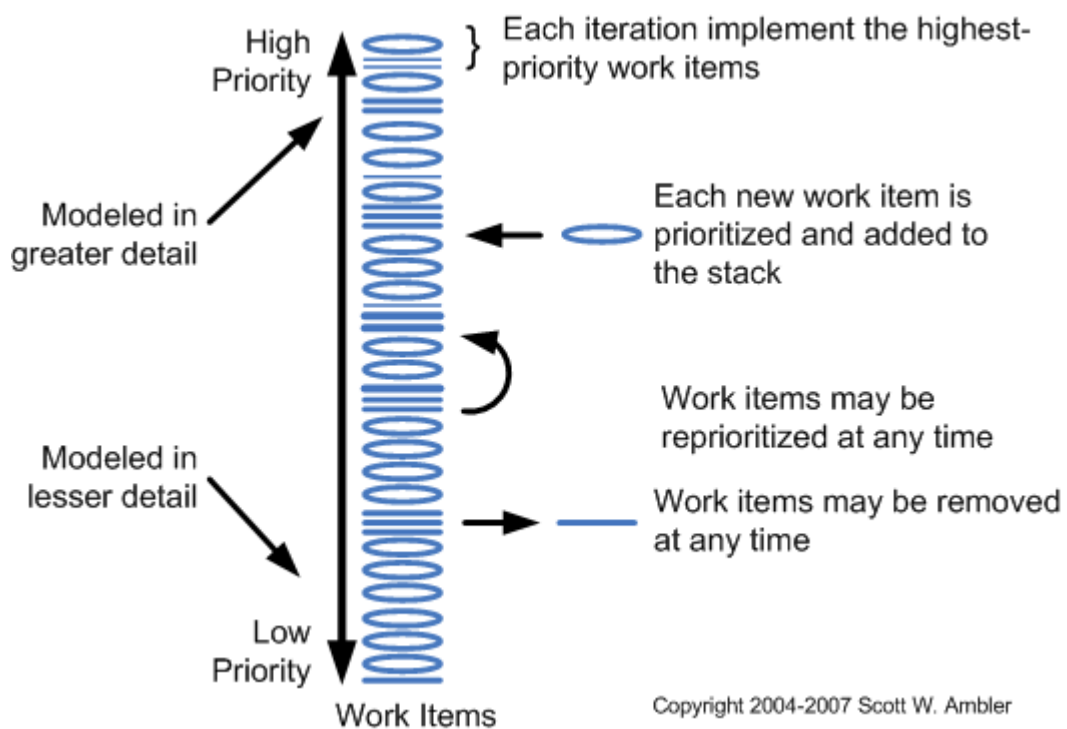 High
Priority
Each iteration implement the highest-
priority work items
Modeled in
greater detail
Each new work item is
prioritized and added to
the stack
Work items may be
reprioritized at any time
Modeled in
lesser detail
Work items may be removed
at any time
Low
Priority
Work Items
Copyright 2004-2007 Scott W. Ambler